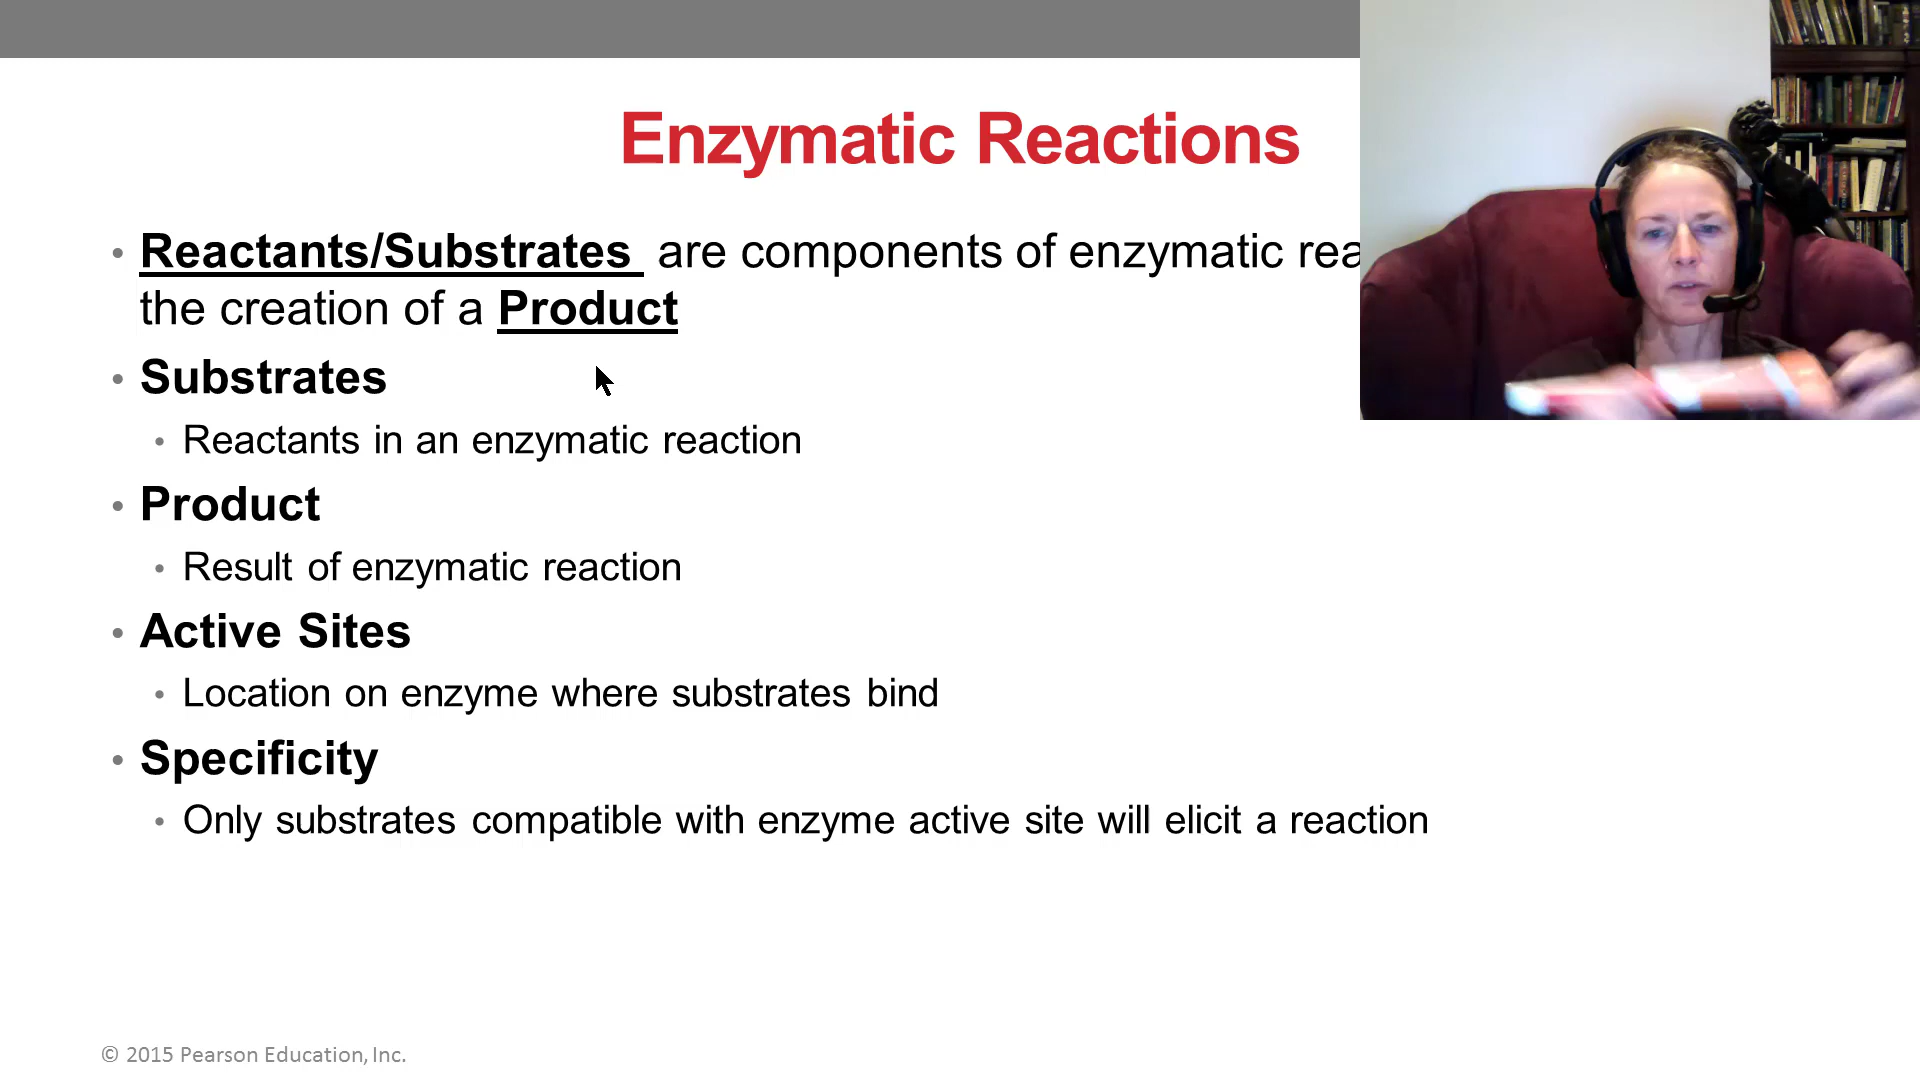 Enzymatic Reactions
• Reactants/Substrates are components of enzymatic rea
the creation of a Product
• Substrates
• Reactants in an enzymatic reaction
• Product
• Result of enzymatic reaction
• Active Sites
• Location on enzyme where substrates bind
• Specificity
• Only substrates compatible with enzyme active site will elicit a reaction
© 2015 Pearson Education, Inc.